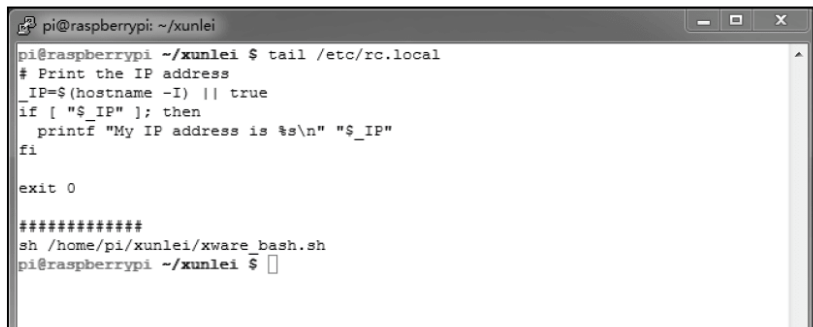 pi@raspberrypi: ~/xunlei
pi@raspberrypi ~/xunlei $ tail /etc/rc.local
# Print the IP address
_IP=$(hostname -I) || true
if [ "$_IP" ]; then
  printf "My IP address is %s\n" "$_IP"
fi

exit 0

#############
sh /home/pi/xunlei/xware_bash.sh
pi@raspberrypi ~/xunlei $